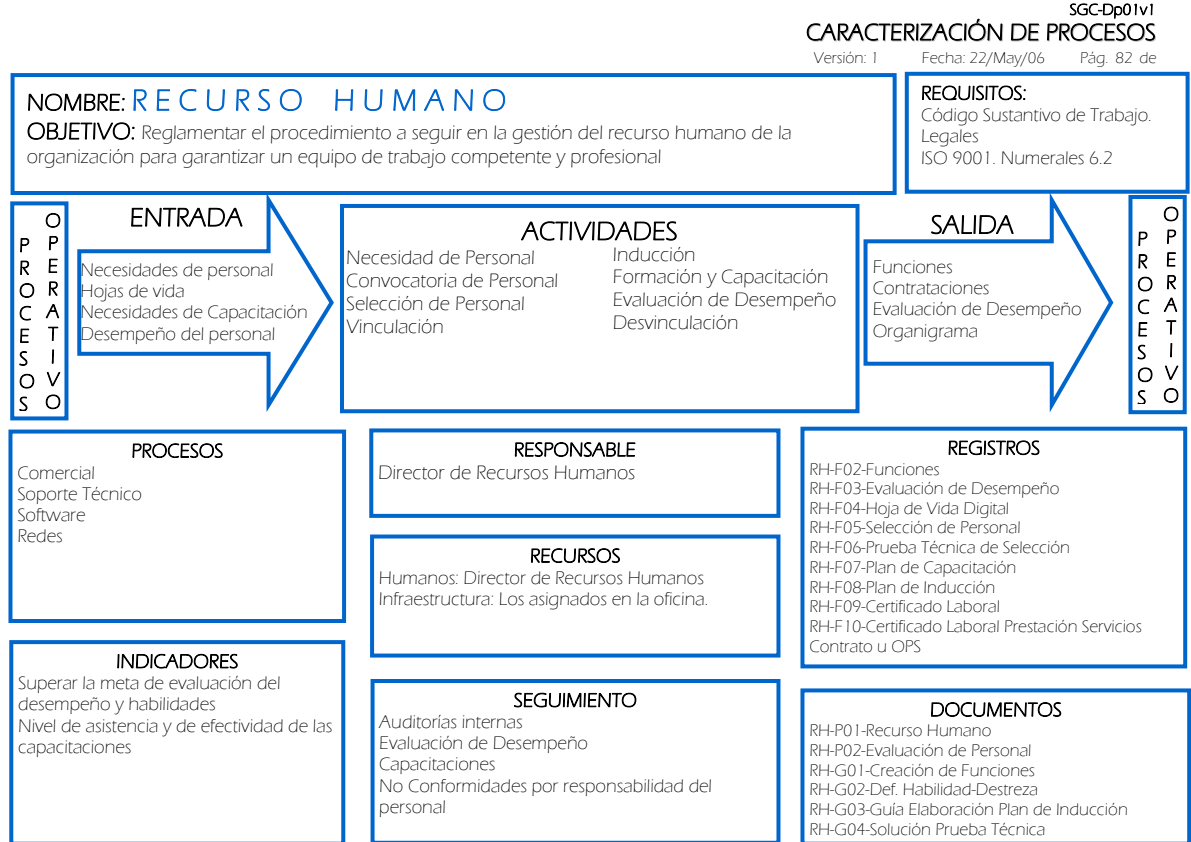 SGC-Dp01v1
CARACTERIZACIÓN DE PROCESOS
Versión: 1 Fecha: 22/May/06 Pág. 82 de
NOMBRE: RECURSO HUMANO
OBJETIVO: Reglamentar el procedimiento a seguir en la gestión del recurso humano de la
organización para garantizar un equipo de trabajo competente y profesional
REQUISITOS:
Código Sustantivo de Trabajo.
Legales
ISO 9001. Numerales 6.2
PROCESOS
OPERATIVO
ENTRADA
Necesidades de personal
Hojas de vida
Necesidades de Capacitación
Desempeño del personal
ACTIVIDADES
Necesidad de Personal
Convocatoria de Personal
Selección de Personal
Vinculación
Inducción
Formación y Capacitación
Evaluación de Desempeño
Desvinculación
SALIDA
Funciones
Contrataciones
Evaluación de Desempeño
Organigrama
PROCESOS
OPERATIVO
PROCESOS
Comercial
Soporte Técnico
Software
Redes
RESPONSABLE
Director de Recursos Humanos
REGISTROS
RH-F02-Funciones
RH-F03-Evaluación de Desempeño
RH-F04-Hoja de Vida Digital
RH-F05-Selección de Personal
RH-F06-Prueba Técnica de Selección
RH-F07-Plan de Capacitación
RH-F08-Plan de Inducción
RH-F09-Certificado Laboral
RH-F10-Certificado Laboral Prestación Servicios
Contrato u OPS
RECURSOS
Humanos: Director de Recursos Humanos
Infraestructura: Los asignados en la oficina.
INDICADORES
Superar la meta de evaluación del
desempeño y habilidades
Nivel de asistencia y de efectividad de las
capacitaciones
SEGUIMIENTO
Auditorías internas
Evaluación de Desempeño
Capacitaciones
No Conformidades por responsabilidad del
personal
DOCUMENTOS
RH-P01-Recurso Humano
RH-P02-Evaluación de Personal
RH-G01-Creación de Funciones
RH-G02-Def. Habilidad-Destreza
RH-G03-Guía Elaboración Plan de Inducción
RH-G04-Solución Prueba Técnica